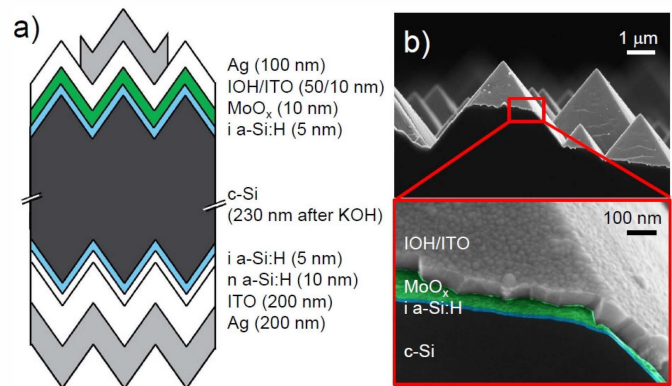 a)
Ag (100 nm)
IOH/ITO (50/10 nm)
MoOₓ (10 nm)
i a-Si:H (5 nm)
c-Si
(230 nm after KOH)
i a-Si:H (5 nm)
n a-Si:H (10 nm)
ITO (200 nm)
Ag (200 nm)
b)
1 μm
100 nm
IOH/ITO
MoOₓ
i a-Si:H
c-Si